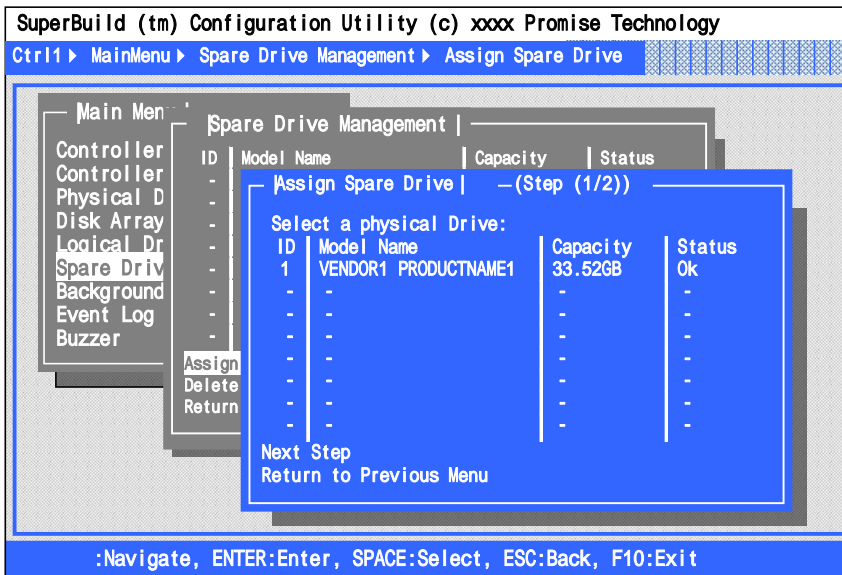 SuperBuild (tm) Configuration Utility (c) xxxx Promise Technology
Ctrl1▶ MainMenu▶ Spare Drive Management▶ Assign Spare Drive
Main Men
Controller
Controller
Physical D
Disk Array
Logical Dr
Spare Driv
Background
Event Log
Buzzer
Spare Drive Management
ID Model Name Capacity Status
-
-
-
-
-
-
-
-
Assign
Delete
Return
Assign Spare Drive —(Step (1/2))
Select a physical Drive:
ID Model Name Capacity Status
1 VENDOR1 PRODUCTNAME1 33.52GB Ok
- - - -
- - - -
- - - -
- - - -
- - - -
- - - -
- - - -
Next Step
Return to Previous Menu
:Navigate, ENTER:Enter, SPACE:Select, ESC:Back, F10:Exit